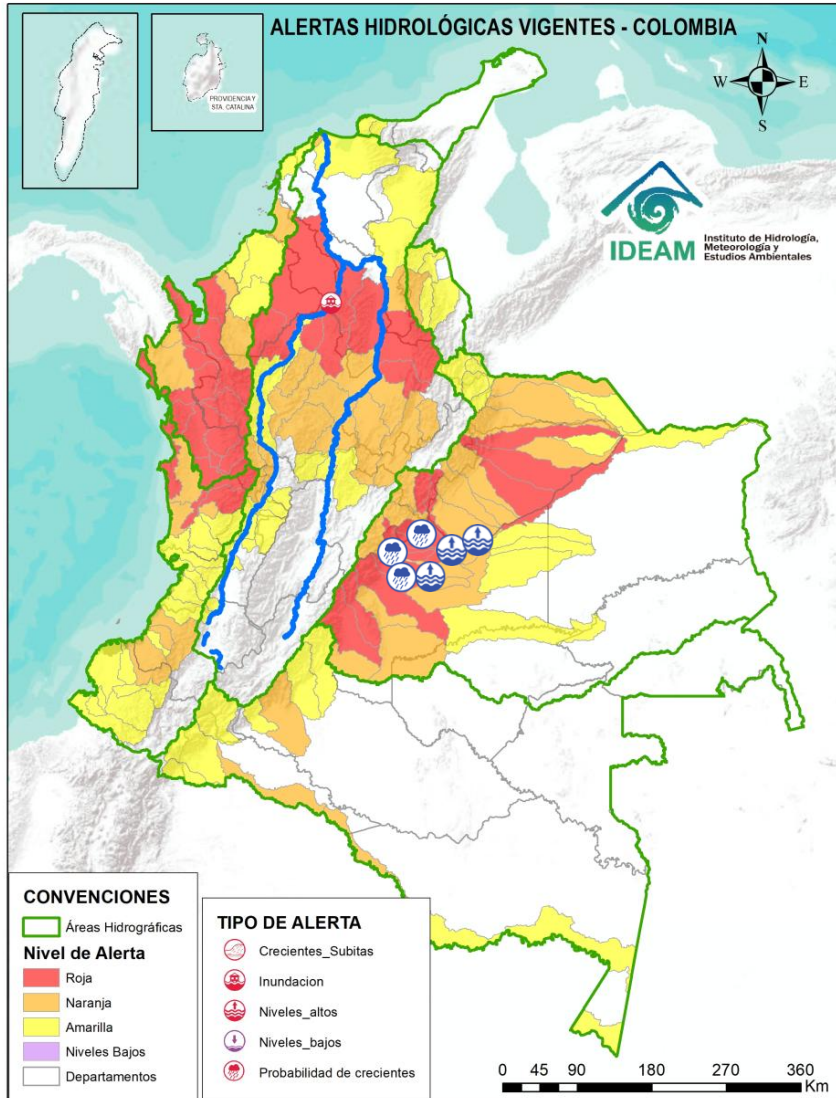 ALERTAS HIDROLÓGICAS VIGENTES - COLOMBIA
PROVIDENCIA Y
STA. CATALINA
N
W
E
S
IDEAM
Instituto de Hidrología,
Meteorología y
Estudios Ambientales
CONVENCIONES
Áreas Hidrográficas
Nivel de Alerta
Roja
Naranja
Amarilla
Niveles Bajos
Departamentos
TIPO DE ALERTA
Crecientes_Subitas
Inundacion
Niveles_altos
Niveles_bajos
Probabilidad de crecientes
0 45 90 180 270 360
Km